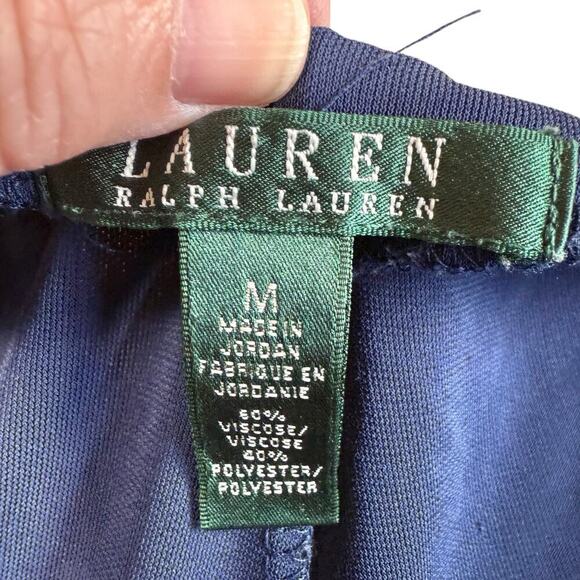 LAUREN
RALPH LAUREN
M
MADE IN
JORDAN
FABRIQUE EN
JORDANIE
60%
VISCOSE/
VISCOSE
40%
POLYESTER/
POLYESTER